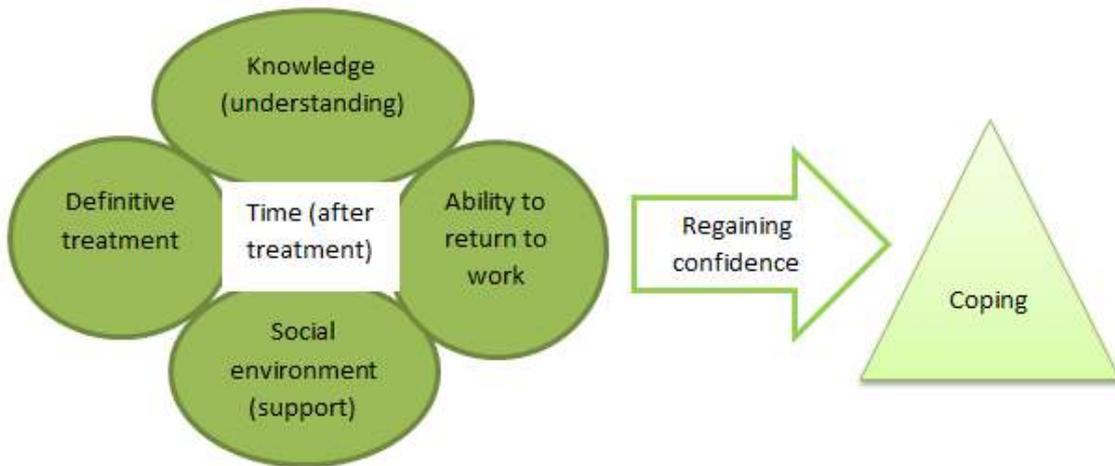 Knowledge
(understanding)
Definitive
treatment
Time (after
treatment)
Ability to
return to
work
Social
environment
(support)
Regaining
confidence
Coping